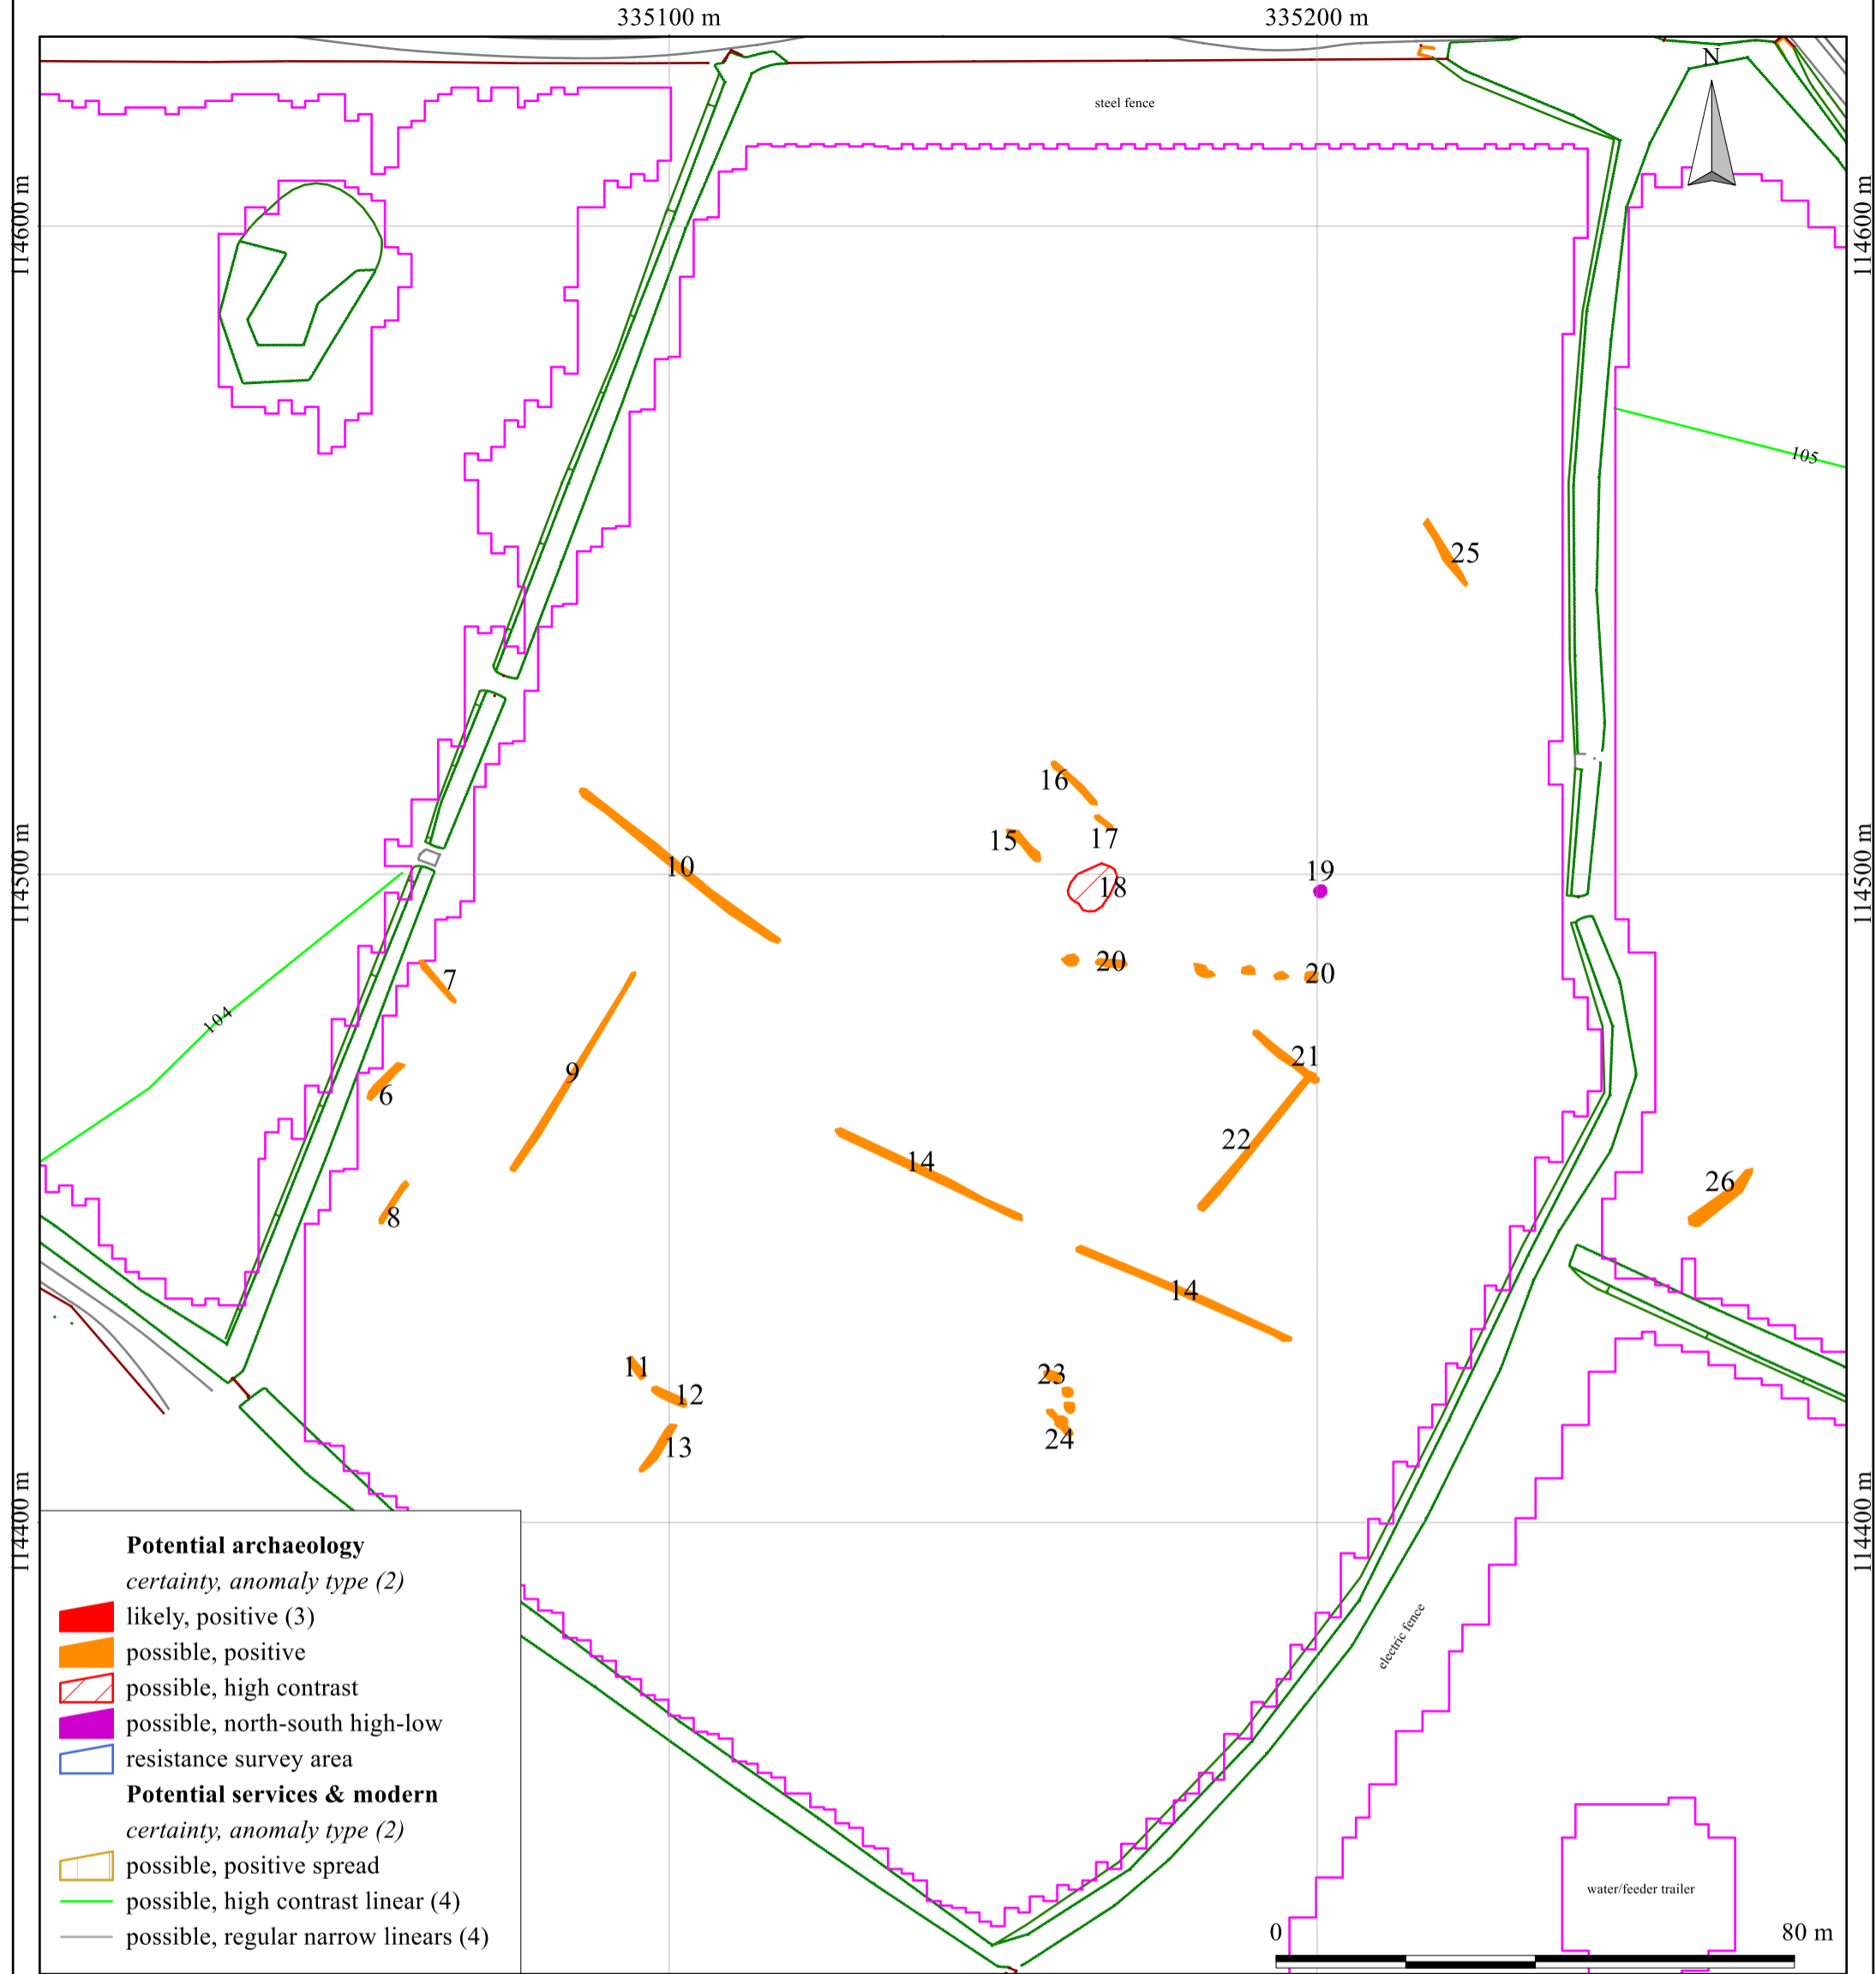 335100 m
335200 m
N
steel fence
114600 m
114600 m
105
25
16
15
17
10
18
19
114500 m
114500 m
7
20
20
104
21
9
6
22
14
26
8
14
11
23
12
13
24
114400 m
114400 m
electric fence
Potential archaeology
certainty, anomaly type (2)
likely, positive (3)
possible, positive
possible, high contrast
possible, north-south high-low
resistance survey area
Potential services & modern
certainty, anomaly type (2)
possible, positive spread
possible, high contrast linear (4)
possible, regular narrow linears (4)
water/feeder trailer
0
80 m